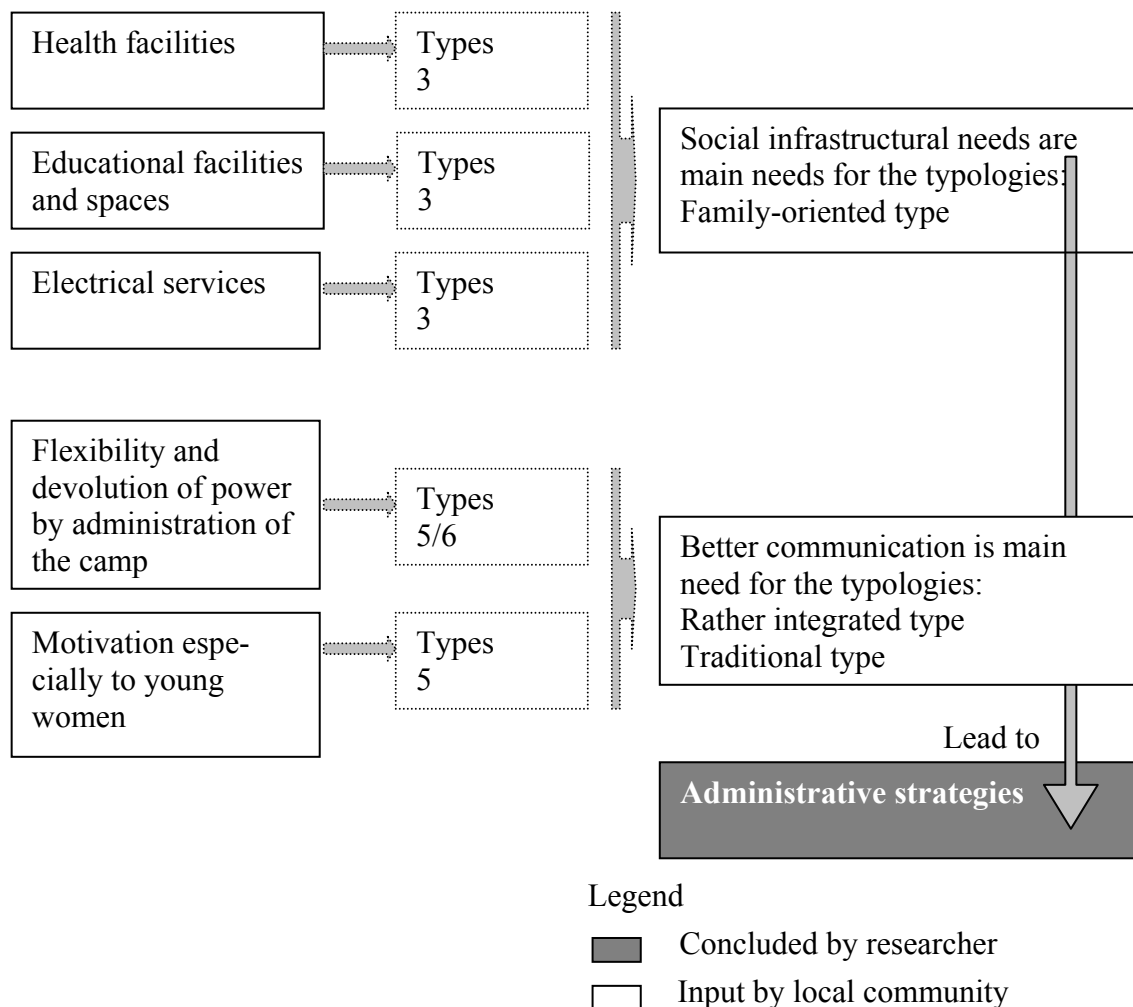 Health facilities
Types
3
Educational facilities
and spaces
Types
3
Electrical services
Types
3
Social infrastructural needs are
main needs for the typologies:
Family-oriented type
Flexibility and
devolution of power
by administration of
the camp
Types
5/6
Motivation espe-
cially to young
women
Types
5
Better communication is main
need for the typologies:
Rather integrated type
Traditional type
Lead to
Administrative strategies
Legend
Concluded by researcher
Input by local community